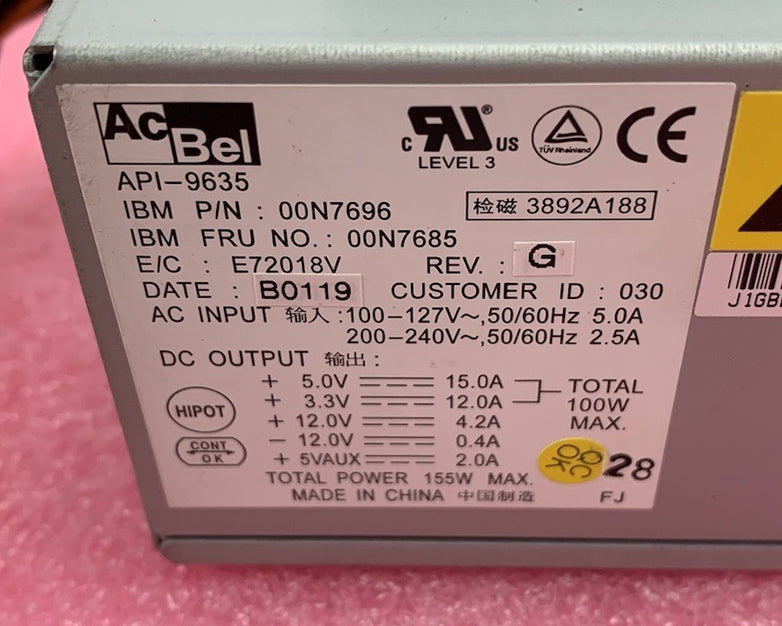 AcBel
c RU ® US
LEVEL 3
TÜV Rheinland
CE
API-9635
IBM P/N : 00N7696
检磁 3892A188
IBM FRU NO. : 00N7685
E/C : E72018V REV. : G
DATE : B0119 CUSTOMER ID : 030
AC INPUT 输入 :100-127V~,50/60Hz 5.0A
200-240V~,50/60Hz 2.5A
DC OUTPUT 输出 :
+ 5.0V 15.0A
+ 3.3V 12.0A
TOTAL
100W
MAX.
+ 12.0V 4.2A
- 12.0V 0.4A
+ 5VAUX 2.0A
HIPOT
CONT
OK
TOTAL POWER 155W MAX.
MADE IN CHINA 中国制造
QC
OK
28
FJ